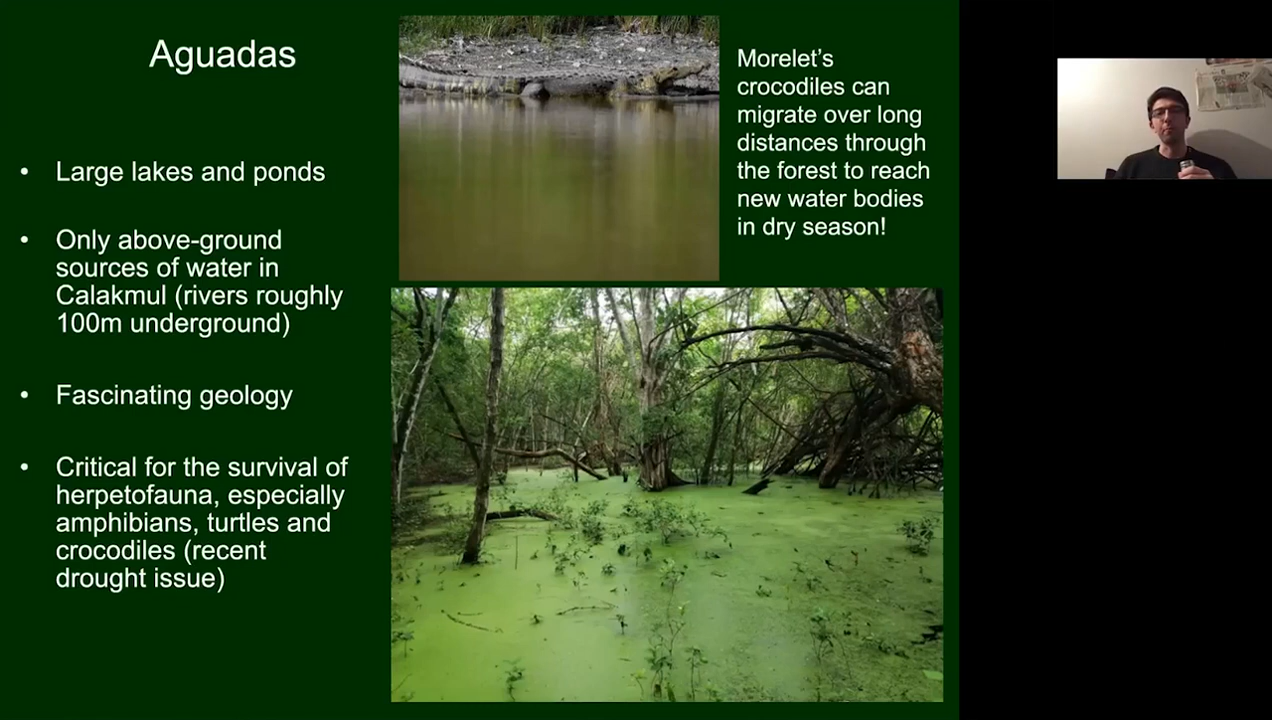 Aguadas
• Large lakes and ponds
• Only above-ground
sources of water in
Calakmul (rivers roughly
100m underground)
• Fascinating geology
• Critical for the survival of
herpetofauna, especially
amphibians, turtles and
crocodiles (recent
drought issue)
Morelet's
crocodiles can
migrate over long
distances through
the forest to reach
new water bodies
in dry season!